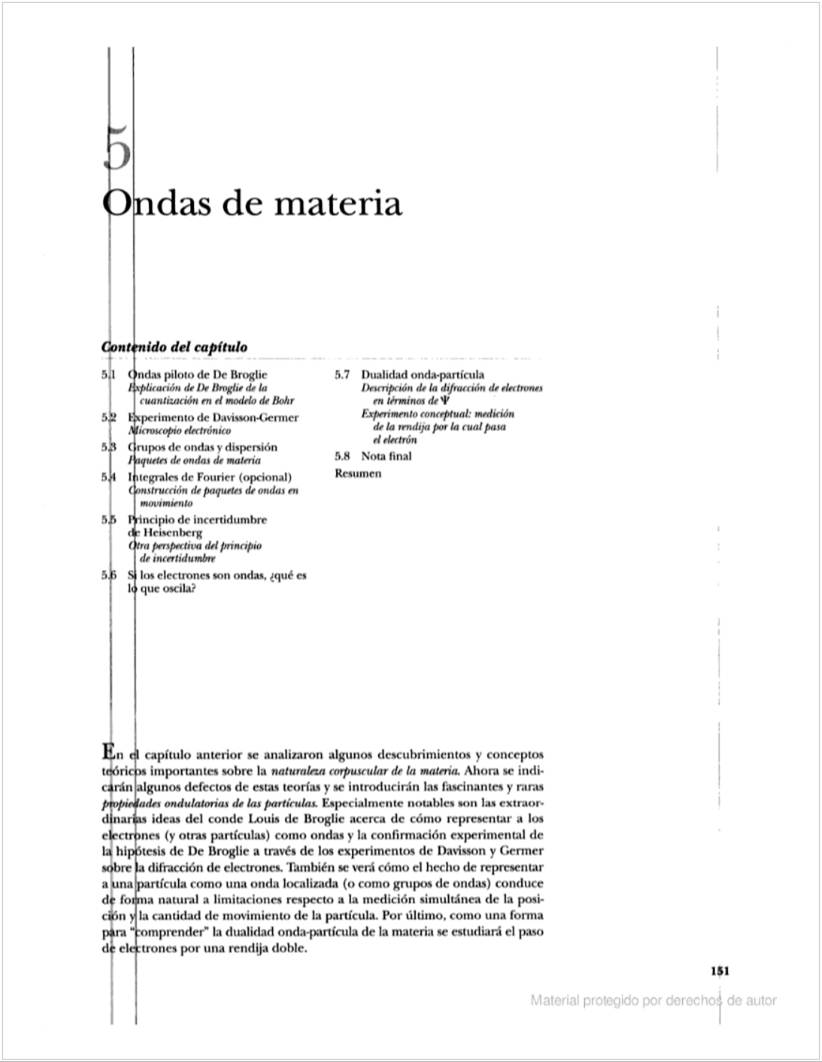 5
Ondas de materia
Contenido del capítulo
5.1 Ondas piloto de De Broglie
Explicación de De Broglie de la
cuantización en el modelo de Bohr
5.2 Experimento de Davisson-Germer
Microscopio electrónico
5.3 Grupos de ondas y dispersión
Paquetes de ondas de materia
5.4 Integrales de Fourier (opcional)
Construcción de paquetes de ondas en
movimiento
5.5 Principio de incertidumbre
de Heisenberg
Otra perspectiva del principio
de incertidumbre
5.6 Si los electrones son ondas, ¿qué es
lo que oscila?
5.7 Dualidad onda-partícula
Descripción de la difracción de electrones
en términos de Ψ
Experimento conceptual: medición
de la rendija por la cual pasa
el electrón
5.8 Nota final
Resumen
En el capítulo anterior se analizaron algunos descubrimientos y conceptos
teóricos importantes sobre la naturaleza corpuscular de la materia. Ahora se indi-
carán algunos defectos de estas teorías y se introducirán las fascinantes y raras
propiedades ondulatorias de las partículas. Especialmente notables son las extraor-
dinarias ideas del conde Louis de Broglie acerca de cómo representar a los
electrones (y otras partículas) como ondas y la confirmación experimental de
la hipótesis de De Broglie a través de los experimentos de Davisson y Germer
sobre la difracción de electrones. También se verá cómo el hecho de representar
a una partícula como una onda localizada (o como grupos de ondas) conduce
de forma natural a limitaciones respecto a la medición simultánea de la posi-
ción y la cantidad de movimiento de la partícula. Por último, como una forma
para “comprender” la dualidad onda-partícula de la materia se estudiará el paso
de electrones por una rendija doble.
151
Material protegido por derechos de autor